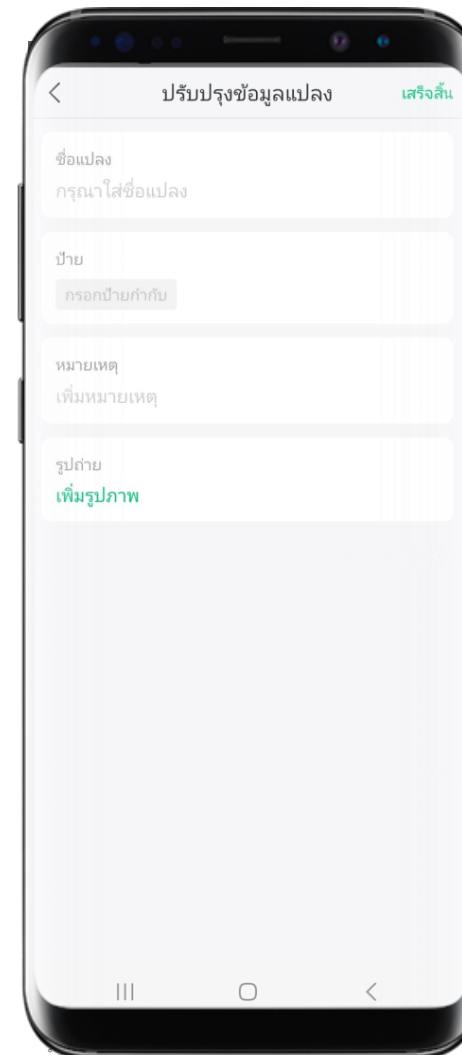 ปรับปรุงข้อมูลแปลง
เสร็จสิ้น
ชื่อแปลง
กรุณาใส่ชื่อแปลง
ป้าย
กรอกป้ายกำกับ
หมายเหตุ
เพิ่มหมายเหตุ
รูปถ่าย
เพิ่มรูปภาพ